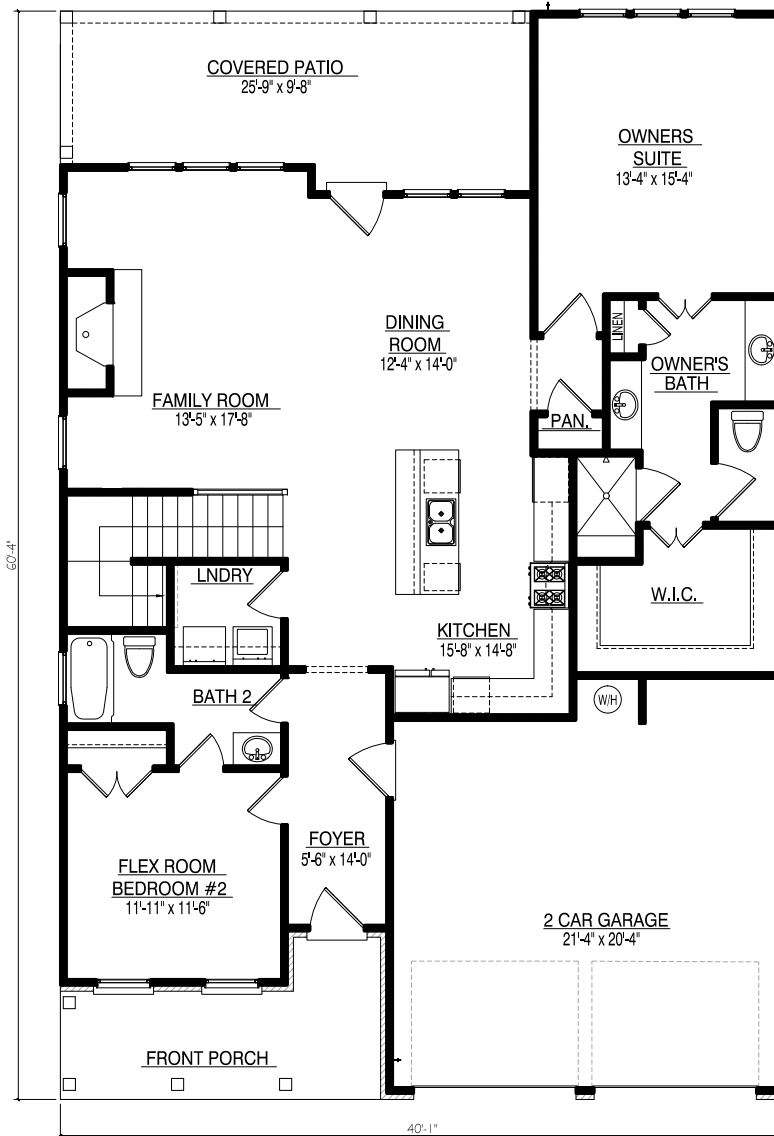 COVERED PATIO
25'-9" x 9'-8"
OWNERS
SUITE
13'-4" x 15'-4"
DINING
ROOM
12'-4" x 14'-0"
LINEN
OWNER'S
BATH
FAMILY ROOM
13'-5" x 17'-8"
PAN.
60'-4"
LNDRY
W.I.C.
KITCHEN
15'-8" x 14'-8"
BATH 2
W/H
FOYER
5'-6" x 14'-0"
FLEX ROOM
BEDROOM #2
11'-11" x 11'-6"
2 CAR GARAGE
21'-4" x 20'-4"
FRONT PORCH
40'-1"